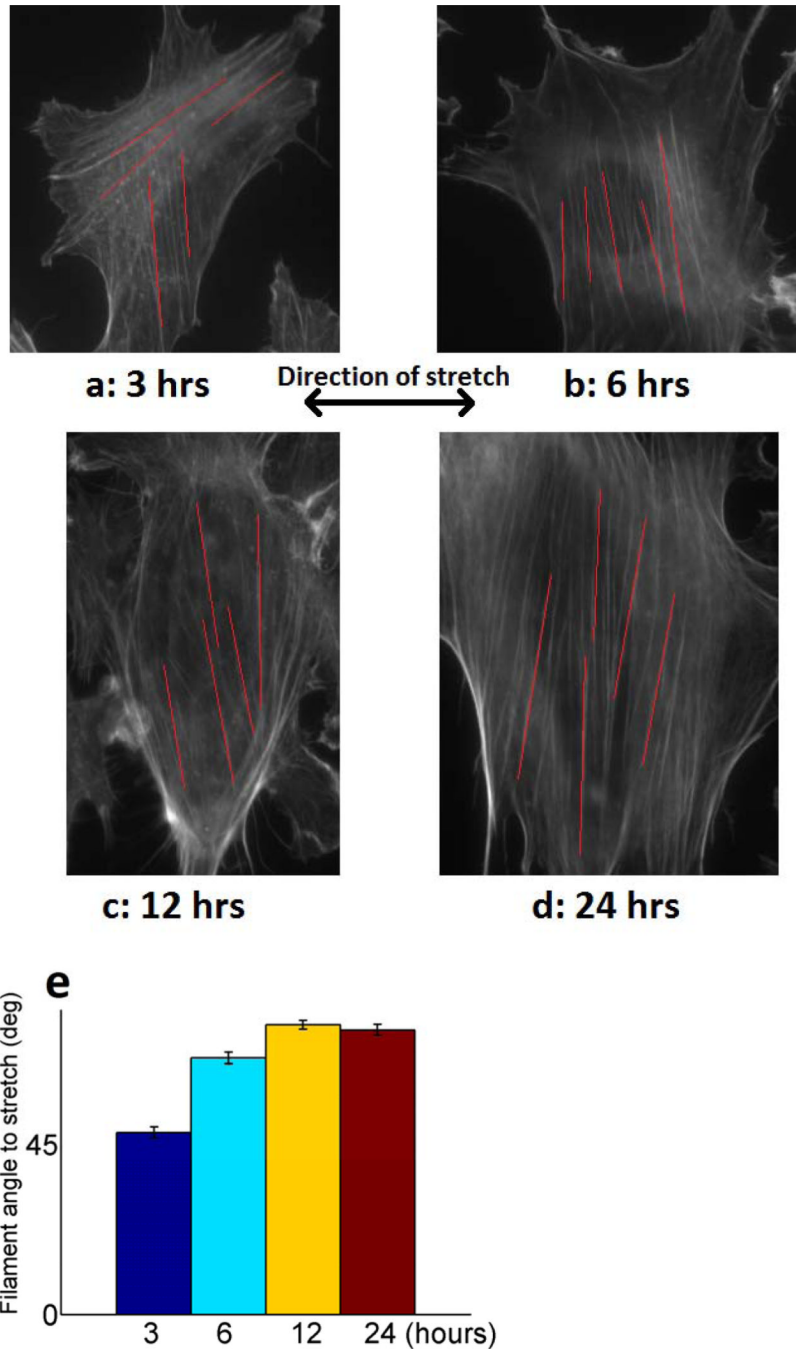 a: 3 hrs
Direction of stretch
b: 6 hrs
c: 12 hrs
d: 24 hrs
e
Filament angle to stretch (deg)
45
0
3 6 12 24 (hours)